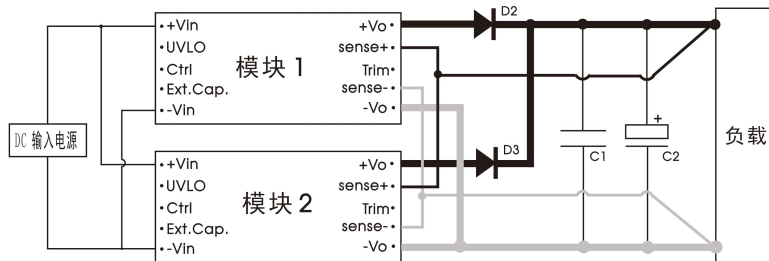 +Vin
UVLO
Ctrl
Ext.Cap.
-Vin
模块 1
+Vo
sense+
Trim
sense-
-Vo
D2
DC 输入电源
+Vin
UVLO
Ctrl
Ext.Cap.
-Vin
模块 2
+Vo
sense+
Trim
sense-
-Vo
D3
C1
+
C2
负载